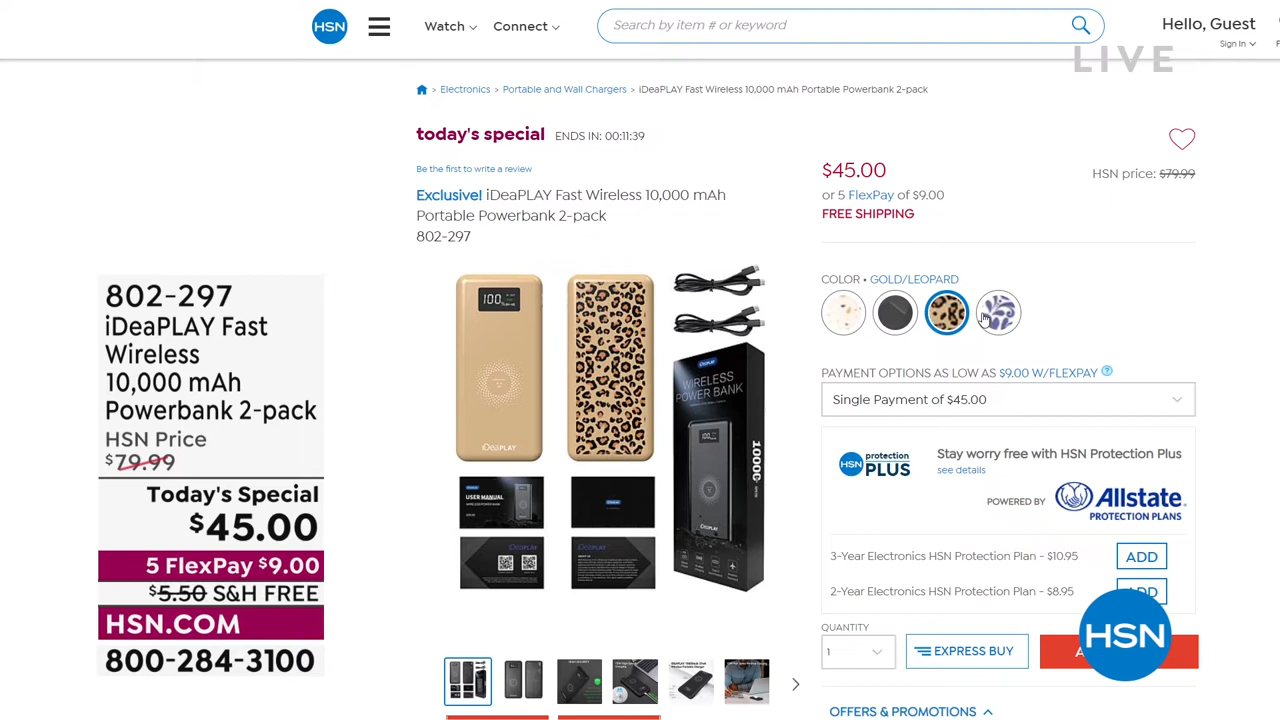 HSN
Watch
Connect
Search by item # or keyword
Hello, Guest
Sign In
LIVE
Electronics > Portable and Wall Chargers > iDeaPLAY Fast Wireless 10,000 mAh Portable Powerbank 2-pack
today's special ENDS IN: 00:11:39
Be the first to write a review
Exclusive! iDeaPLAY Fast Wireless 10,000 mAh
Portable Powerbank 2-pack
802-297
$45.00
HSN price: $79.99
or 5 FlexPay of $9.00
FREE SHIPPING
COLOR • GOLD/LEOPARD
PAYMENT OPTIONS AS LOW AS $9.00 W/FLEXPAY ?
Single Payment of $45.00
HSN protection PLUS
Stay worry free with HSN Protection Plus
see details
POWERED BY Allstate
PROTECTION PLANS
3-Year Electronics HSN Protection Plan - $10.95 ADD
2-Year Electronics HSN Protection Plan - $8.95 ADD
QUANTITY
1
EXPRESS BUY
HSN
OFFERS & PROMOTIONS
802-297
iDeaPLAY Fast
Wireless
10,000 mAh
Powerbank 2-pack
HSN Price
$79.99
Today's Special
$45.00
5 FlexPay $9.00
$5.50 S&H FREE
HSN.COM
800-284-3100
100
iDeaPLAY
WIRELESS
POWER BANK
10000
USER MANUAL